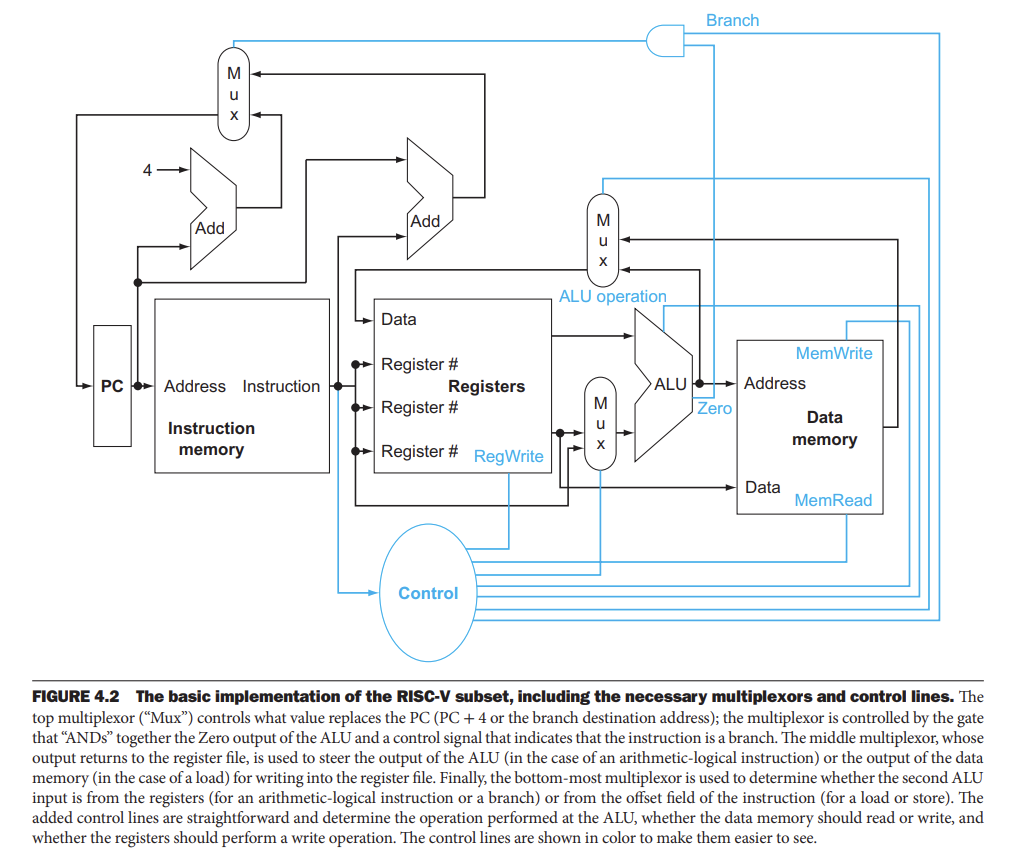 Branch
M
u
x
4
Add
Add
M
u
x
ALU operation
Data
Register #
Registers
Register #
Register #
RegWrite
PC
Address Instruction
Instruction
memory
M
u
x
ALU
Zero
MemWrite
Address
Data
memory
Data
MemRead
Control
FIGURE 4.2 The basic implementation of the RISC-V subset, including the necessary multiplexors and control lines. The
top multiplexor (“Mux”) controls what value replaces the PC (PC + 4 or the branch destination address); the multiplexor is controlled by the gate
that “ANDs” together the Zero output of the ALU and a control signal that indicates that the instruction is a branch. The middle multiplexor, whose
output returns to the register file, is used to steer the output of the ALU (in the case of an arithmetic-logical instruction) or the output of the data
memory (in the case of a load) for writing into the register file. Finally, the bottom-most multiplexor is used to determine whether the second ALU
input is from the registers (for an arithmetic-logical instruction or a branch) or from the offset field of the instruction (for a load or store). The
added control lines are straightforward and determine the operation performed at the ALU, whether the data memory should read or write, and
whether the registers should perform a write operation. The control lines are shown in color to make them easier to see.